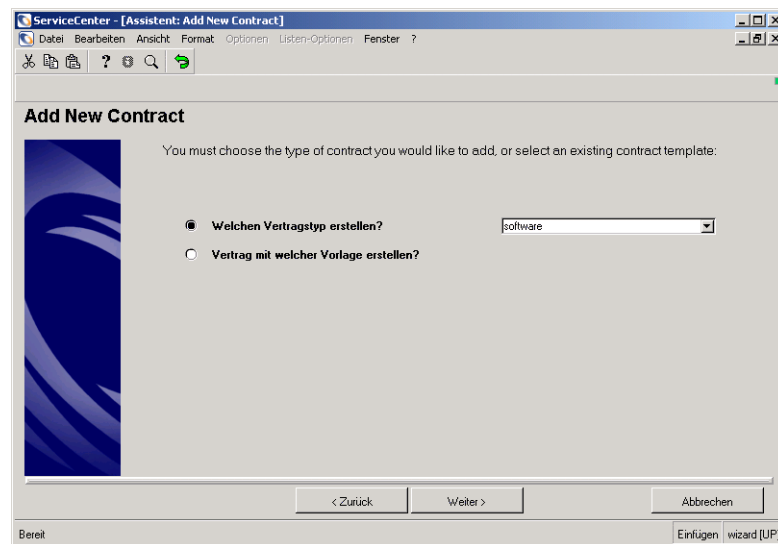 ServiceCenter - [Assistent: Add New Contract]
Datei Bearbeiten Ansicht Format Optionen Listen-Optionen Fenster ?
Add New Contract
You must choose the type of contract you would like to add, or select an existing contract template:
Welchen Vertragstyp erstellen? software
Vertrag mit welcher Vorlage erstellen?
< Zurück Weiter > Abbrechen
Bereit Einfügen wizard [UP]